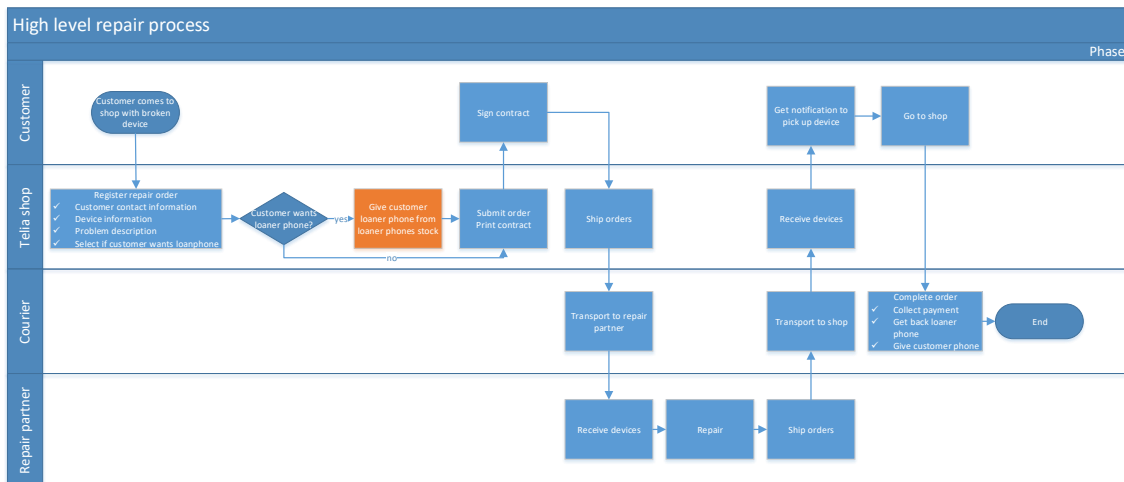 High level repair process
Phase
Customer
Customer comes to
shop with broken
device
Sign contract
Get notification to
pick up device
Go to shop
Telia shop
Register repair order
✓ Customer contact information
✓ Device information
✓ Problem description
✓ Select if customer wants loanphone
Customer wants
loaner phone?
yes
no
Give customer
loaner phone from
loaner phones stock
Submit order
Print contract
Ship orders
Receive devices
Courier
Transport to repair
partner
Transport to shop
Complete order
✓ Collect payment
✓ Get back loaner
phone
✓ Give customer phone
End
Repair partner
Receive devices
Repair
Ship orders